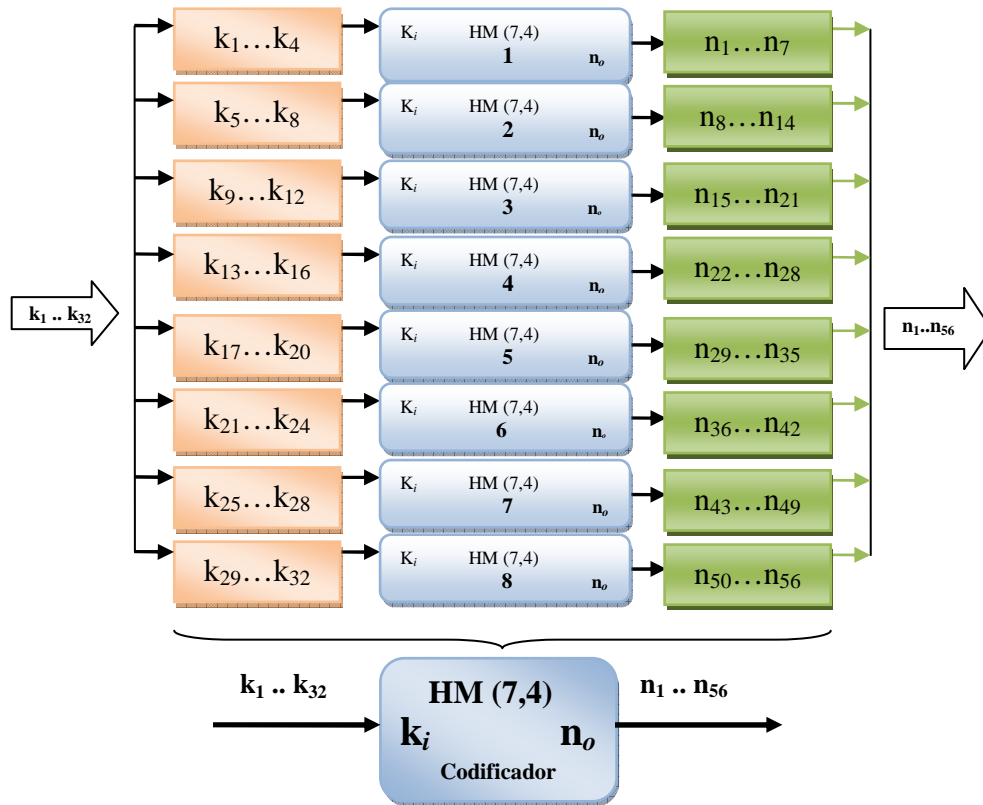 k₁…k₄ Kᵢ HM (7,4) n₁…n₇
1 nₒ
k₅…k₈ Kᵢ HM (7,4) n₈…n₁₄
2 nₒ
k₉…k₁₂ Kᵢ HM (7,4) n₁₅…n₂₁
3 nₒ
k₁₃…k₁₆ Kᵢ HM (7,4) n₂₂…n₂₈
4 nₒ
k₁ .. k₃₂ n₁..n₅₆
k₁₇…k₂₀ Kᵢ HM (7,4) n₂₉…n₃₅
5 nₒ
k₂₁…k₂₄ Kᵢ HM (7,4) n₃₆…n₄₂
6 nₒ
k₂₅…k₂₈ Kᵢ HM (7,4) n₄₃…n₄₉
7 nₒ
k₂₉…k₃₂ Kᵢ HM (7,4) n₅₀…n₅₆
8 nₒ
k₁ .. k₃₂ n₁ .. n₅₆
HM (7,4)
kᵢ nₒ
Codificador